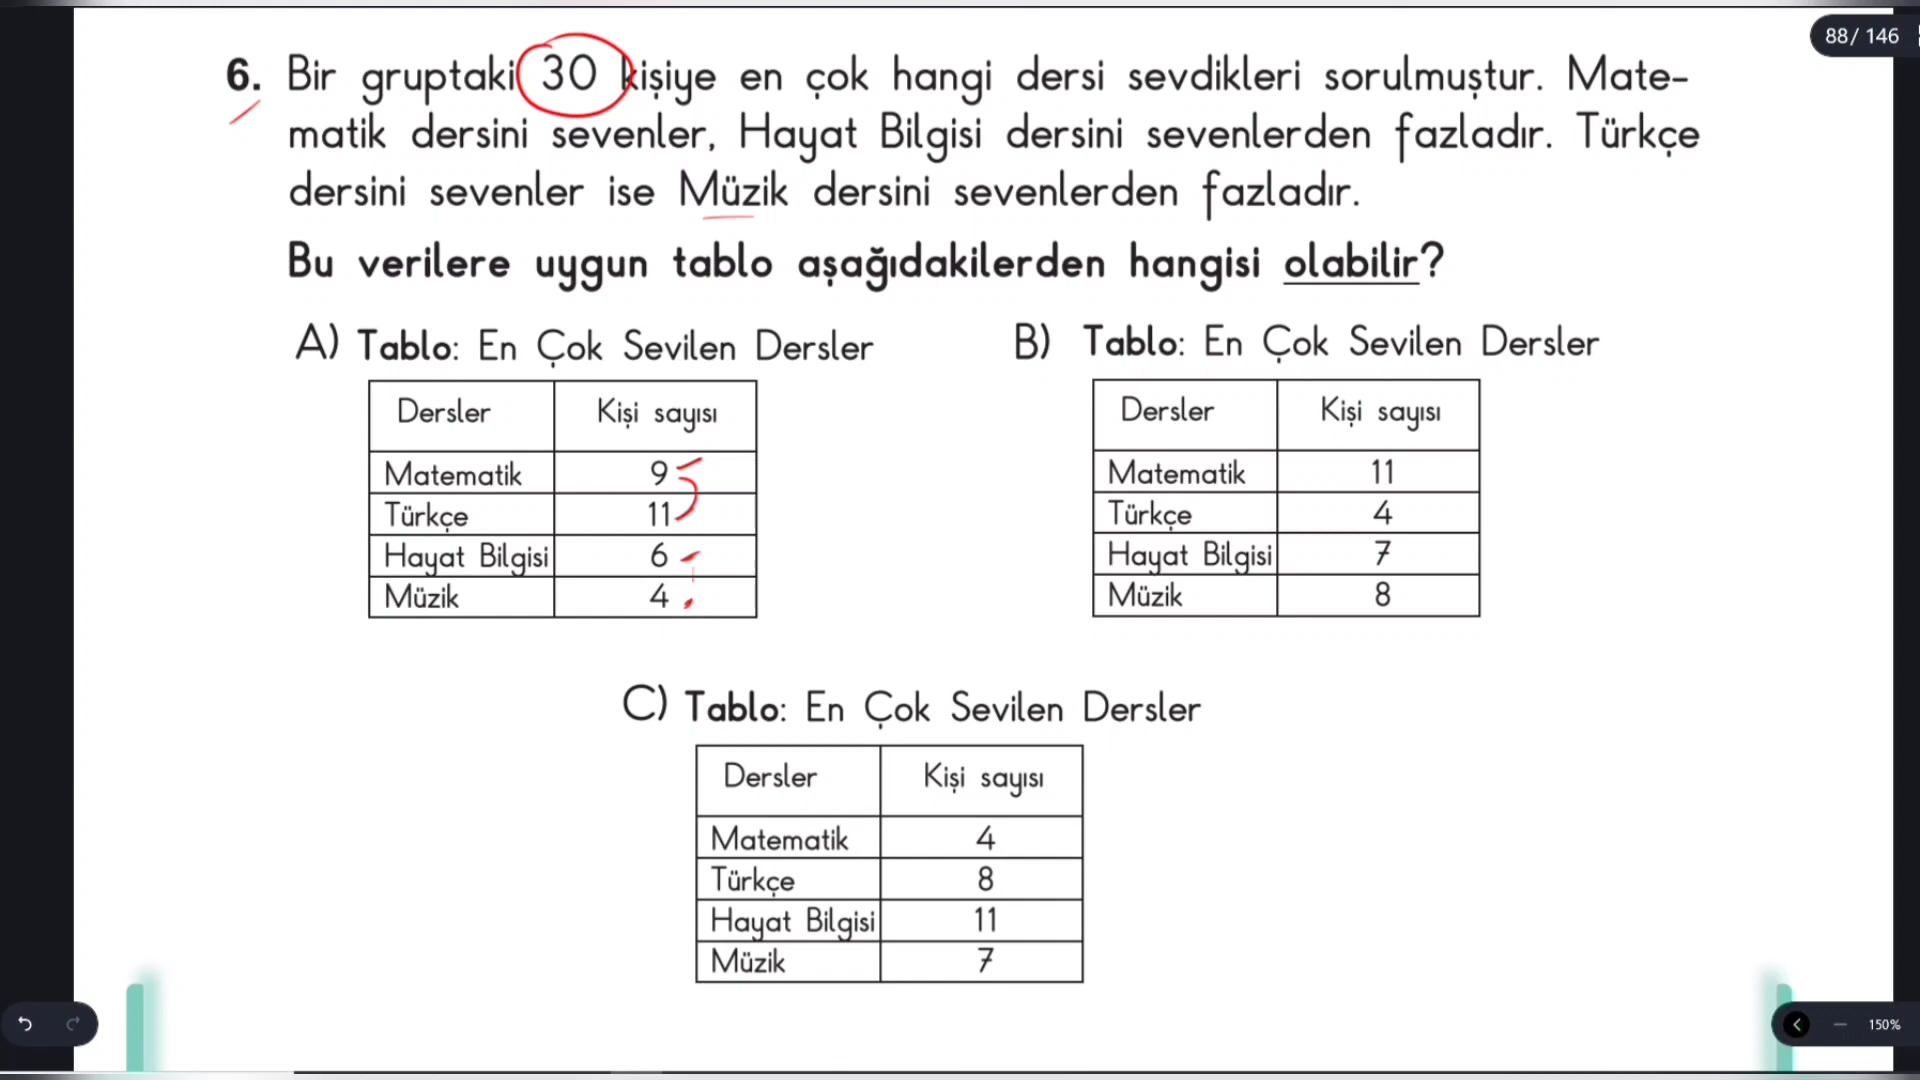 88/ 146
6. Bir gruptaki 30 kişiye en çok hangi dersi sevdikleri sorulmuştur. Mate-
matik dersini sevenler, Hayat Bilgisi dersini sevenlerden fazladır. Türkçe
dersini sevenler ise Müzik dersini sevenlerden fazladır.
Bu verilere uygun tablo aşağıdakilerden hangisi olabilir?
A) Tablo: En Çok Sevilen Dersler
Dersler Kişi sayısı
Matematik 9
Türkçe 11
Hayat Bilgisi 6
Müzik 4
B) Tablo: En Çok Sevilen Dersler
Dersler Kişi sayısı
Matematik 11
Türkçe 4
Hayat Bilgisi 7
Müzik 8
C) Tablo: En Çok Sevilen Dersler
Dersler Kişi sayısı
Matematik 4
Türkçe 8
Hayat Bilgisi 11
Müzik 7
150%